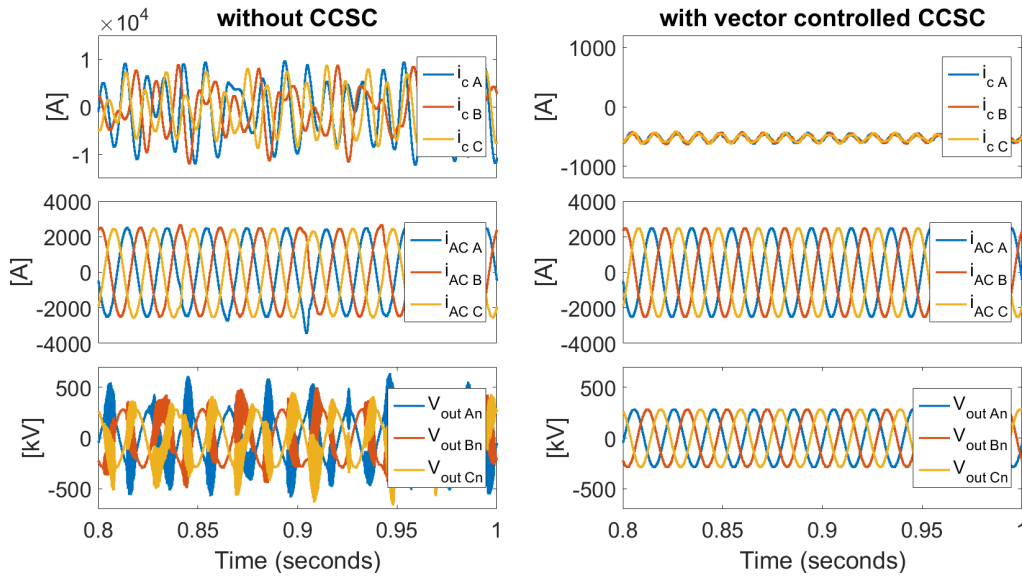 without CCSC
with vector controlled CCSC
×10⁴
1
0
-1
[A]
i_c A
i_c B
i_c C
1000
0
-1000
[A]
i_c A
i_c B
i_c C
4000
2000
0
-2000
-4000
[A]
i_AC A
i_AC B
i_AC C
4000
2000
0
-2000
-4000
[A]
i_AC A
i_AC B
i_AC C
500
0
-500
[kV]
V_out An
V_out Bn
V_out Cn
0.8 0.85 0.9 0.95 1
Time (seconds)
500
0
-500
[kV]
V_out An
V_out Bn
V_out Cn
0.8 0.85 0.9 0.95 1
Time (seconds)